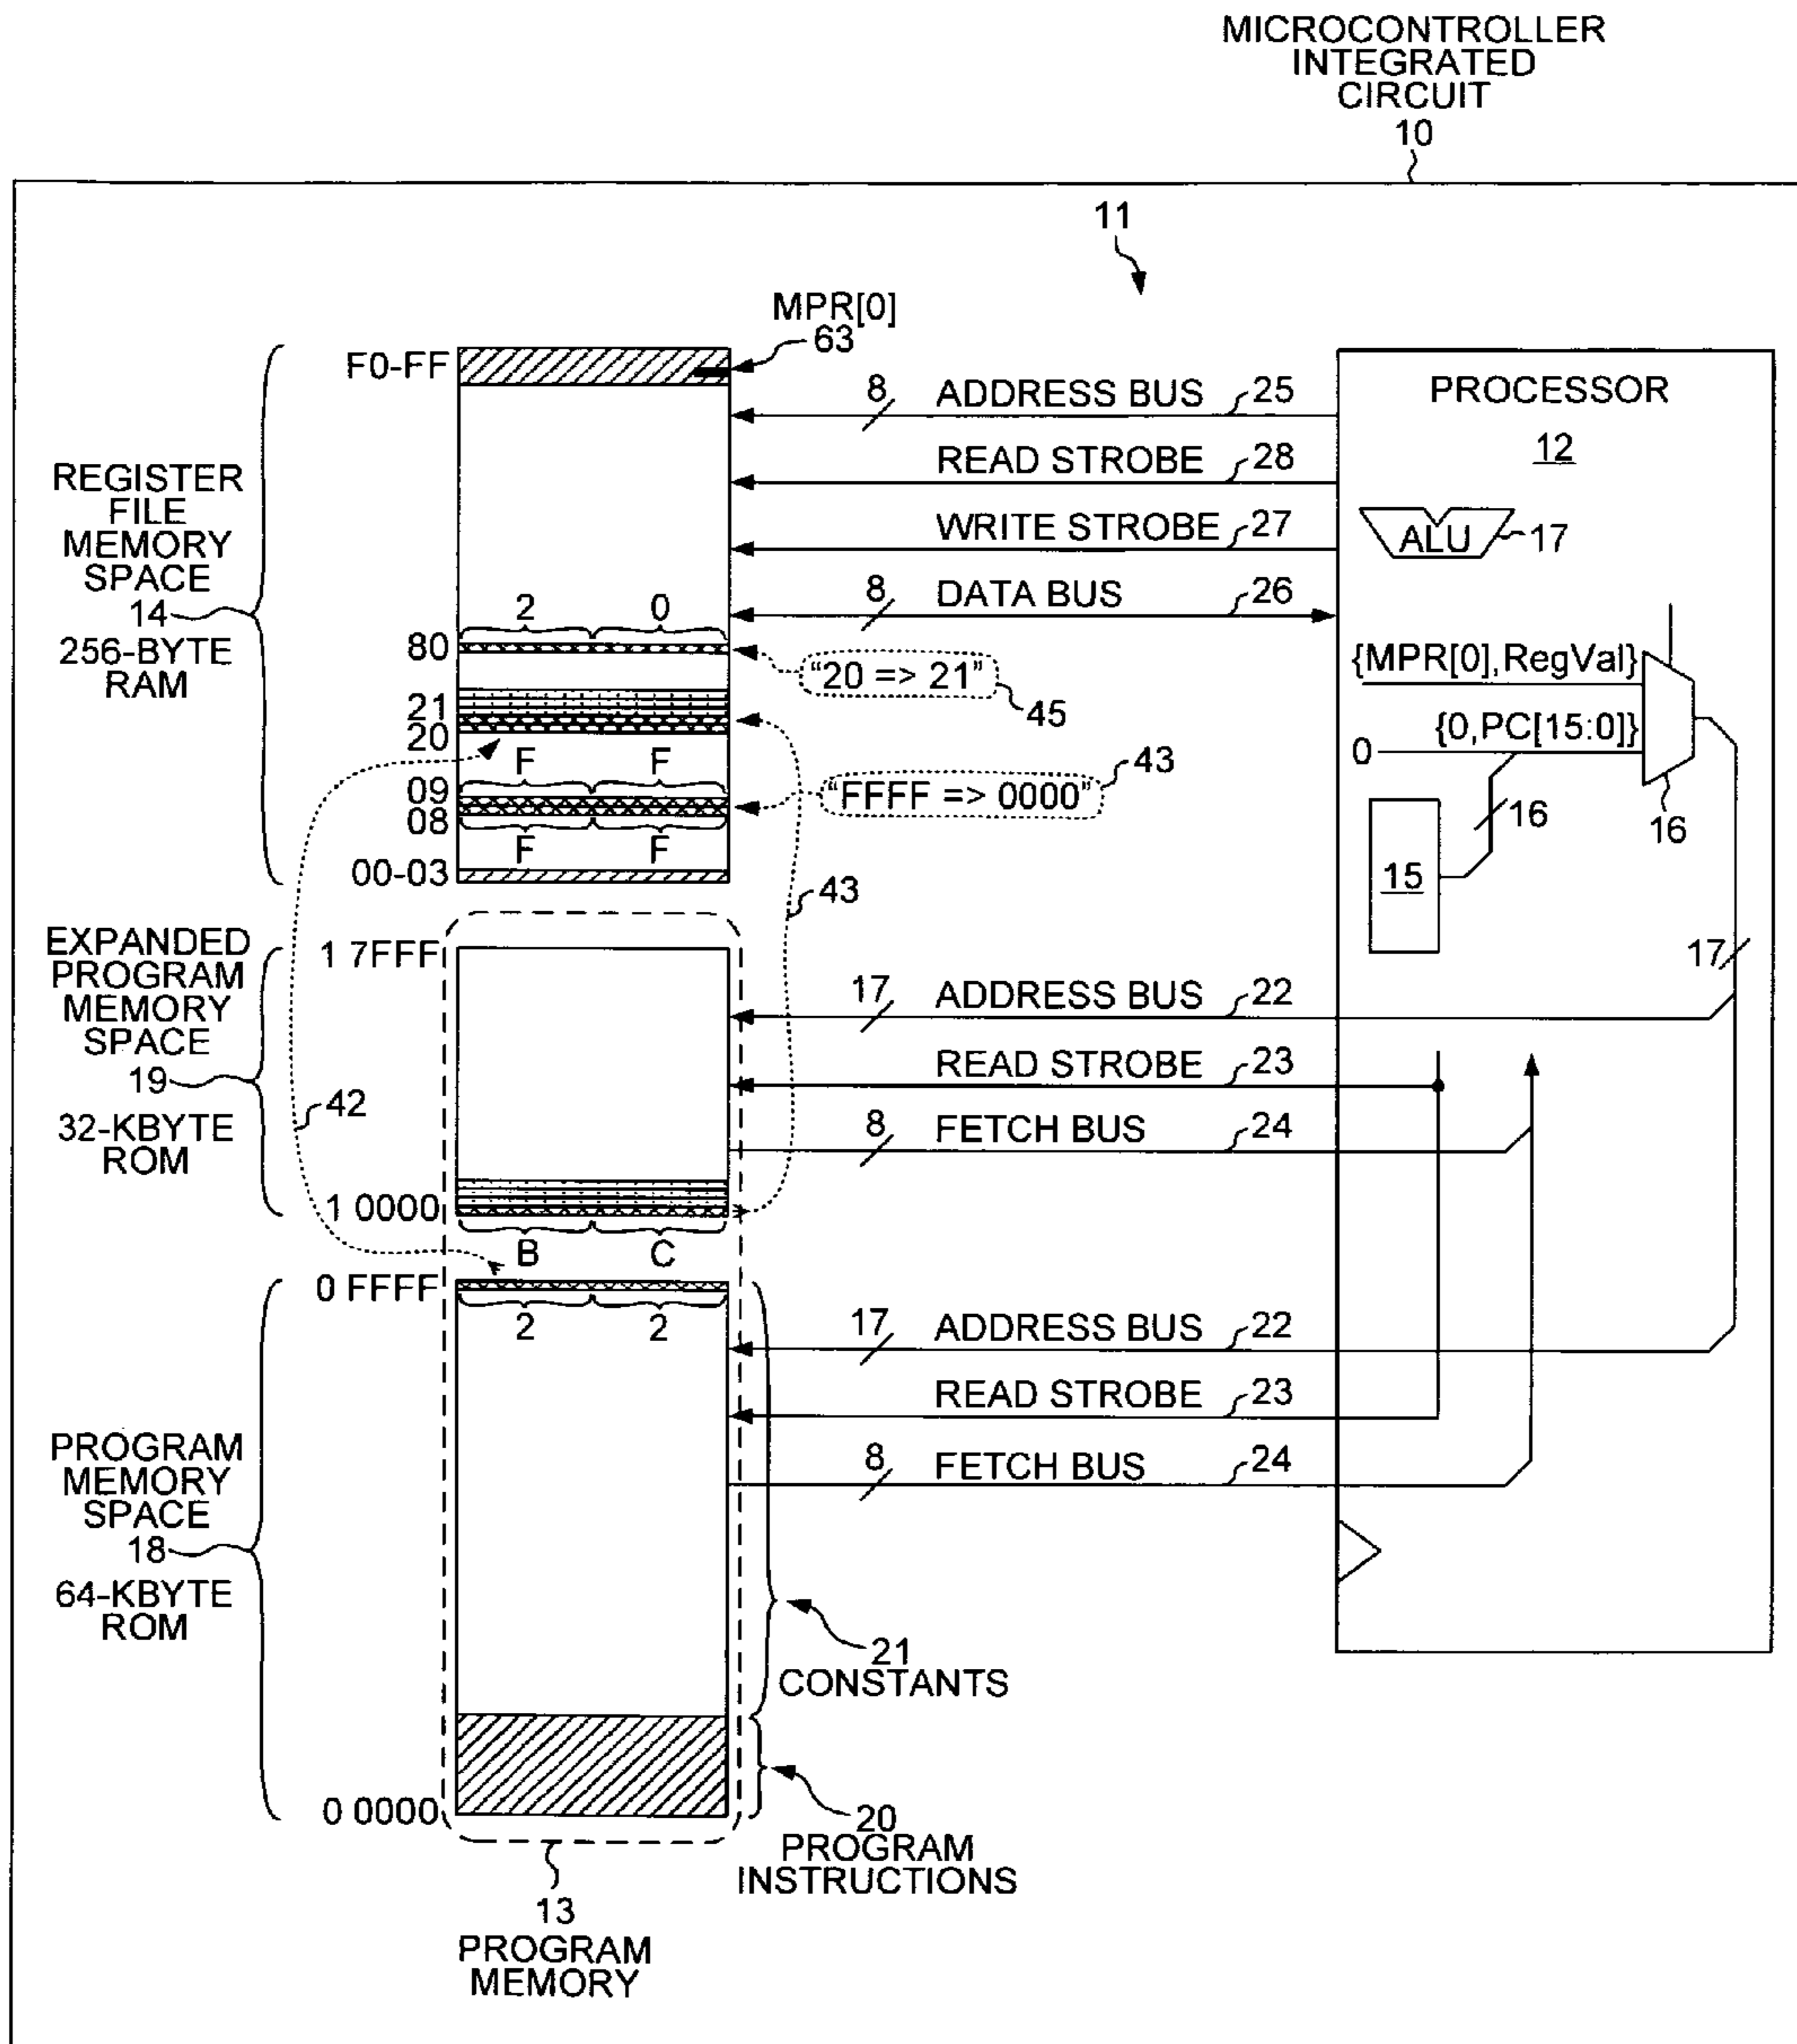 MICROCONTROLLER
INTEGRATED
CIRCUIT
10
11
MPR[0]
63
F0-FF
REGISTER
FILE
MEMORY
SPACE
14
256-BYTE
RAM
8 ADDRESS BUS 25
READ STROBE 28
WRITE STROBE 27
8 DATA BUS 26
2 0
80
"20 => 21"
45
21
20
F F
09
08
"FFFF => 0000"
43
F F
00-03
43
PROCESSOR
12
ALU 17
{MPR[0],RegVal}
{0,PC[15:0]}
0
16
16
15
17
EXPANDED
PROGRAM
MEMORY
SPACE
19
32-KBYTE
ROM
42
1 7FFF
17 ADDRESS BUS 22
READ STROBE 23
8 FETCH BUS 24
1 0000
B C
0 FFFF
2 2
17 ADDRESS BUS 22
READ STROBE 23
8 FETCH BUS 24
PROGRAM
MEMORY
SPACE
18
64-KBYTE
ROM
21
CONSTANTS
0 0000
20
PROGRAM
INSTRUCTIONS
13
PROGRAM
MEMORY